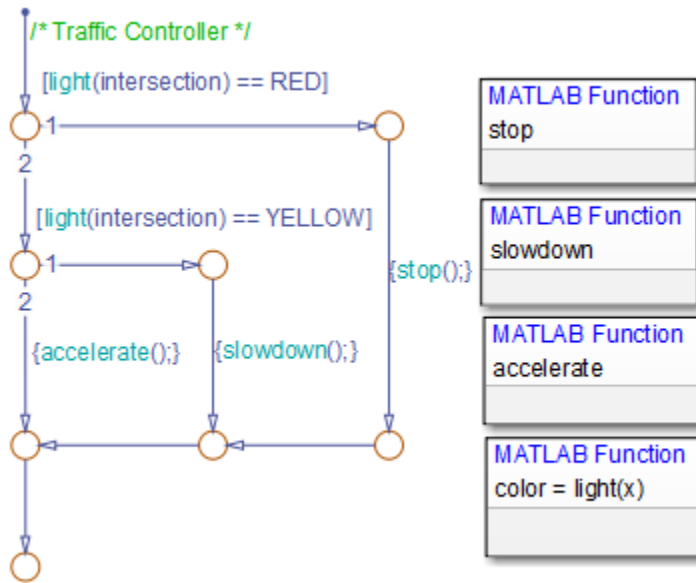 /* Traffic Controller */
[light(intersection) == RED]
1
2
[light(intersection) == YELLOW]
1
2
{stop();}
{accelerate();}
{slowdown();}
MATLAB Function
stop
MATLAB Function
slowdown
MATLAB Function
accelerate
MATLAB Function
color = light(x)